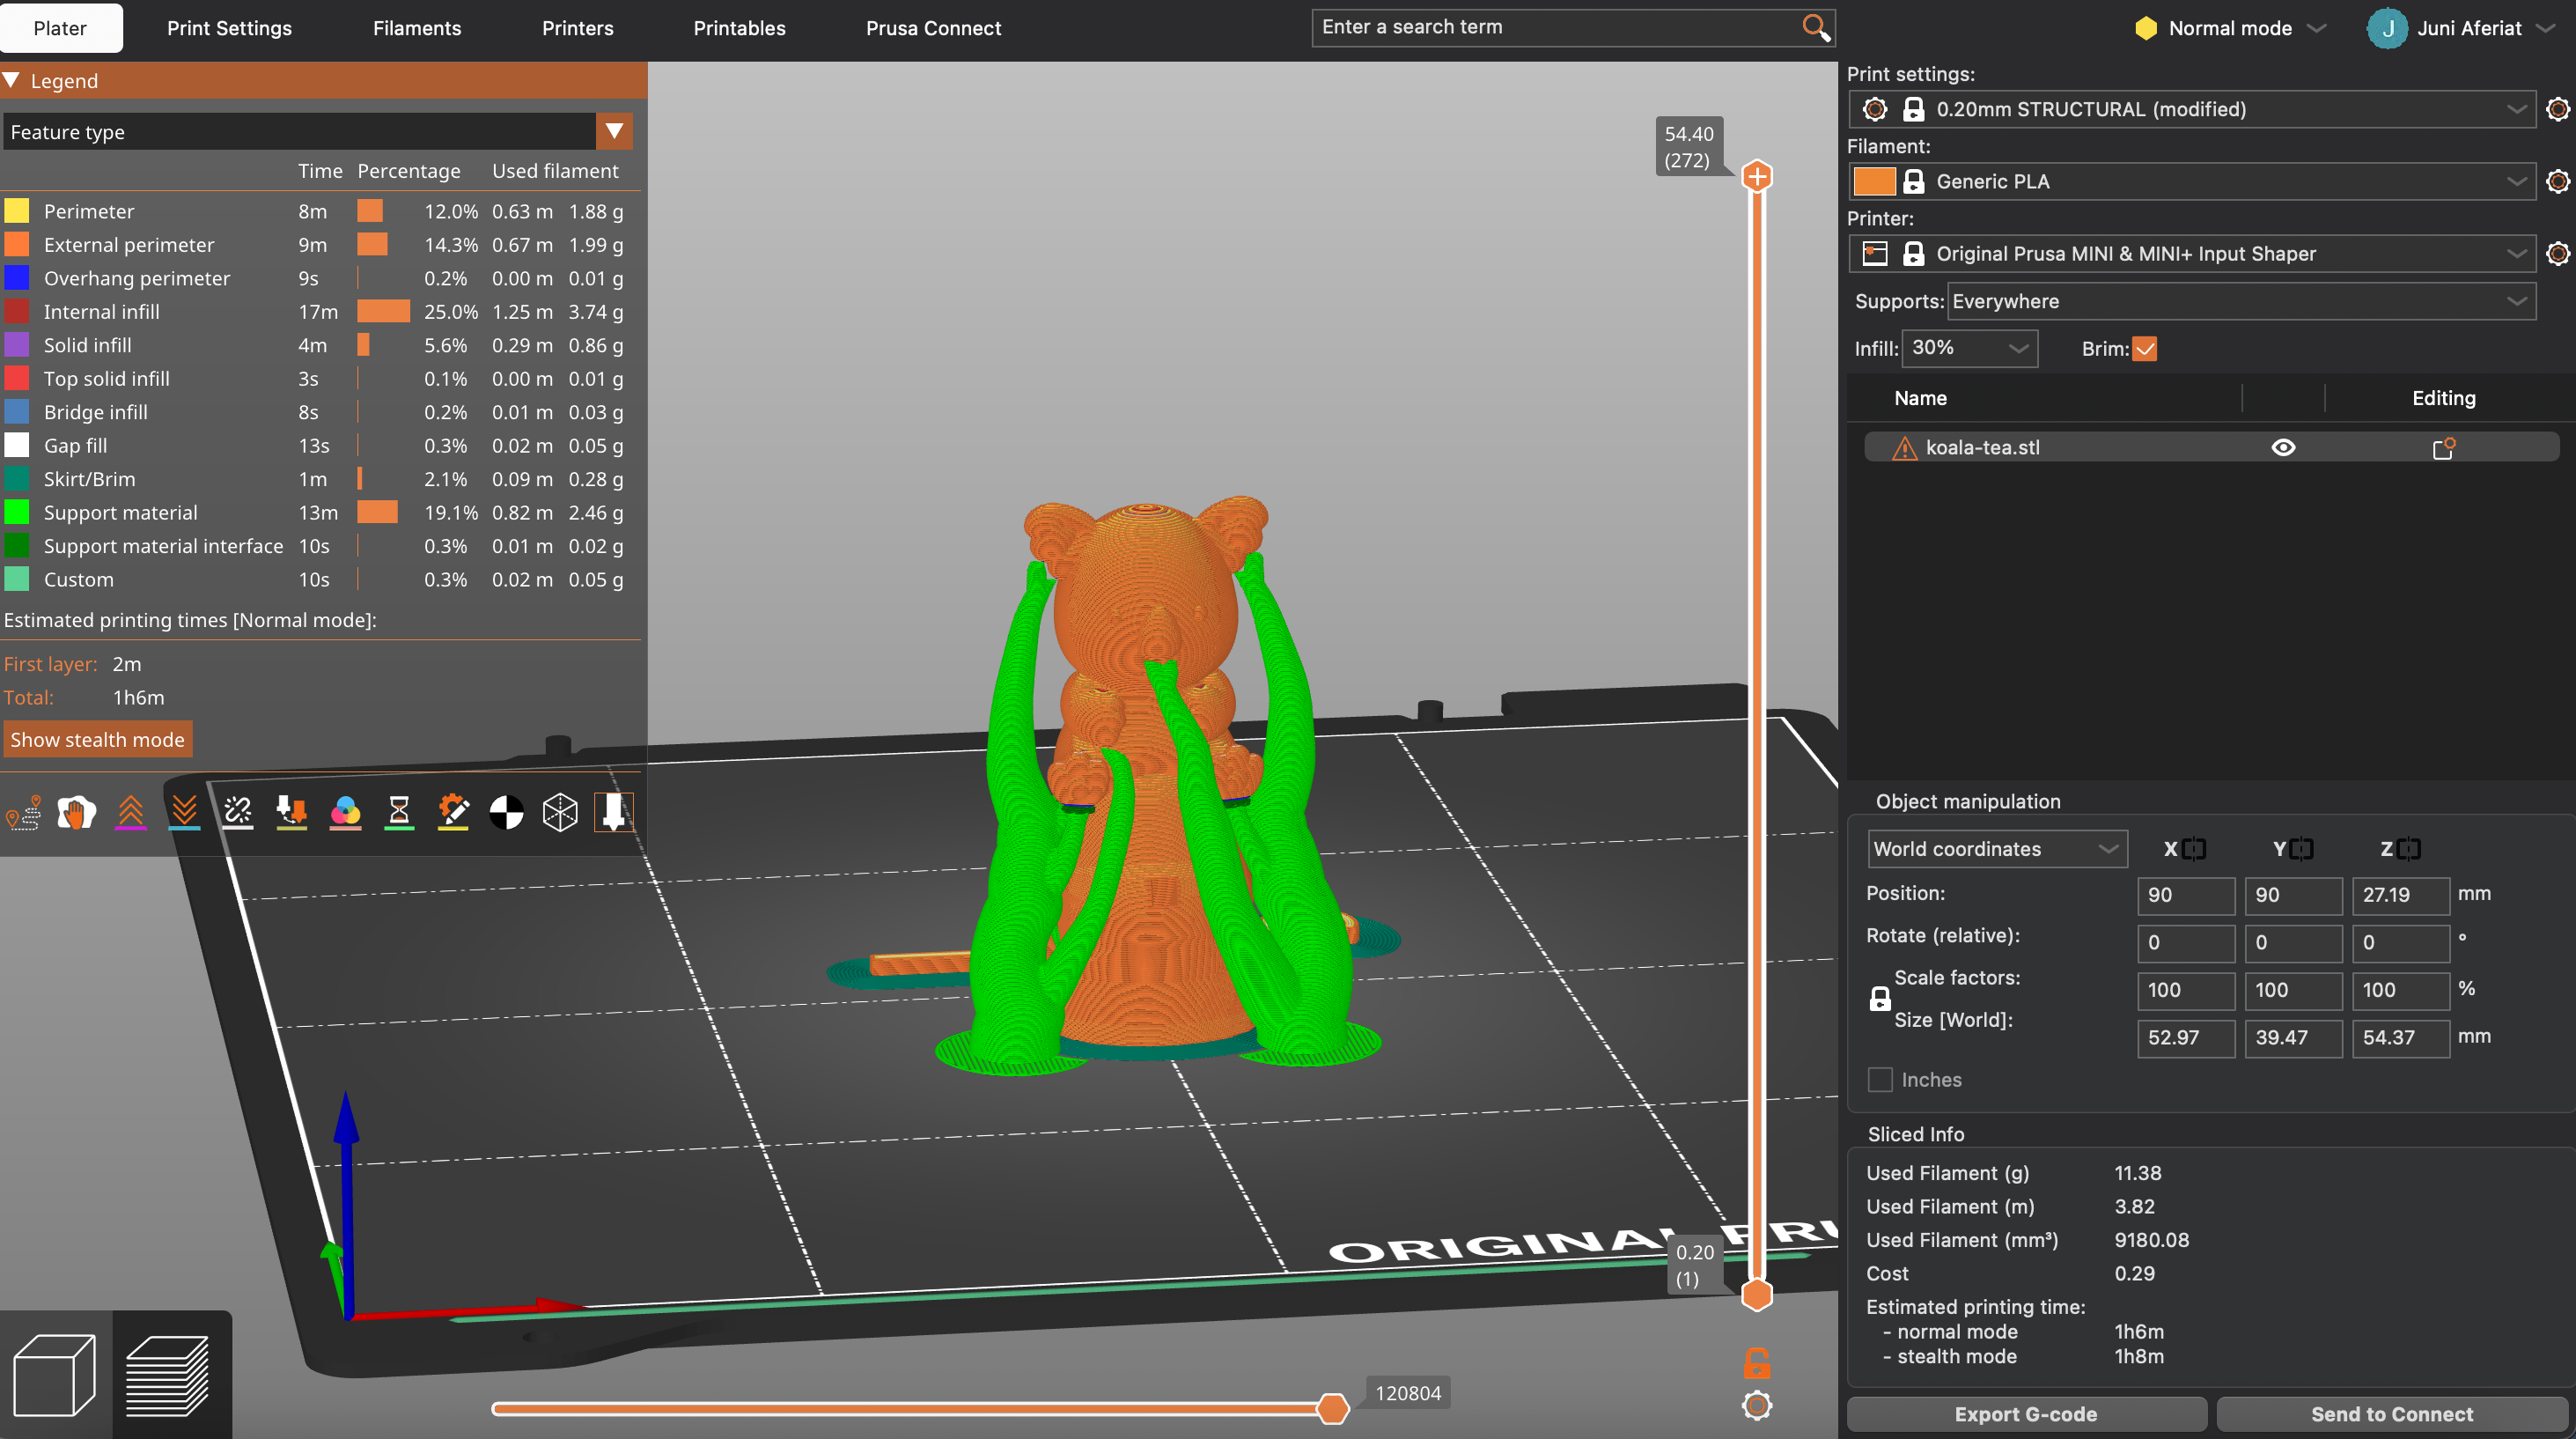 Plater Print Settings Filaments Printers Printables Prusa Connect Enter a search term Normal mode J Juni Aferiat
Legend
Feature type
Time Percentage Used filament
Perimeter 8m 12.0% 0.63 m 1.88 g
External perimeter 9m 14.3% 0.67 m 1.99 g
Overhang perimeter 9s 0.2% 0.00 m 0.01 g
Internal infill 17m 25.0% 1.25 m 3.74 g
Solid infill 4m 5.6% 0.29 m 0.86 g
Top solid infill 3s 0.1% 0.00 m 0.01 g
Bridge infill 8s 0.2% 0.01 m 0.03 g
Gap fill 13s 0.3% 0.02 m 0.05 g
Skirt/Brim 1m 2.1% 0.09 m 0.28 g
Support material 13m 19.1% 0.82 m 2.46 g
Support material interface 10s 0.3% 0.01 m 0.02 g
Custom 10s 0.3% 0.02 m 0.05 g
Estimated printing times [Normal mode]:
First layer: 2m
Total: 1h6m
Show stealth mode
54.40
(272)
ORIGINAL PRU
0.20
(1)
120804
Print settings:
0.20mm STRUCTURAL (modified)
Filament:
Generic PLA
Printer:
Original Prusa MINI & MINI+ Input Shaper
Supports: Everywhere
Infill: 30% Brim:
Name Editing
koala-tea.stl
Object manipulation
World coordinates X Y Z
Position: 90 90 27.19 mm
Rotate (relative): 0 0 0 °
Scale factors: 100 100 100 %
Size [World]: 52.97 39.47 54.37 mm
Inches
Sliced Info
Used Filament (g) 11.38
Used Filament (m) 3.82
Used Filament (mm³) 9180.08
Cost 0.29
Estimated printing time:
- normal mode 1h6m
- stealth mode 1h8m
Export G-code Send to Connect